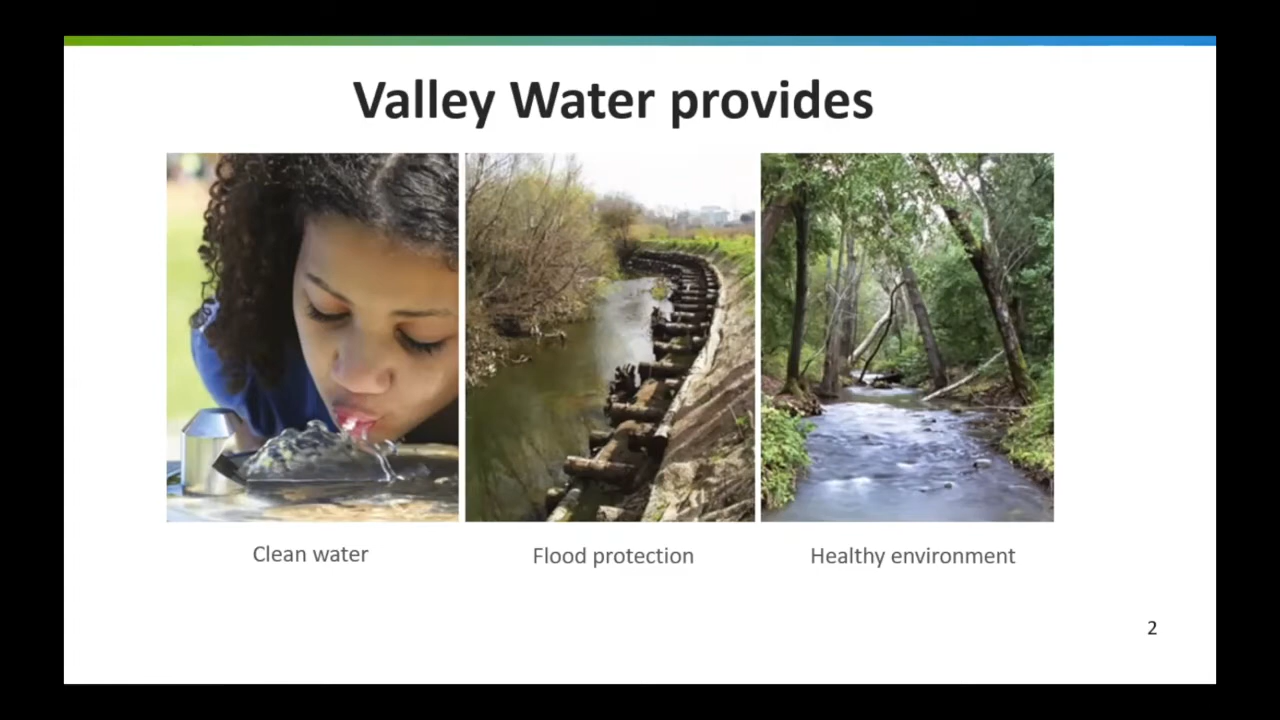 Valley Water provides
Clean water
Flood protection
Healthy environment
2